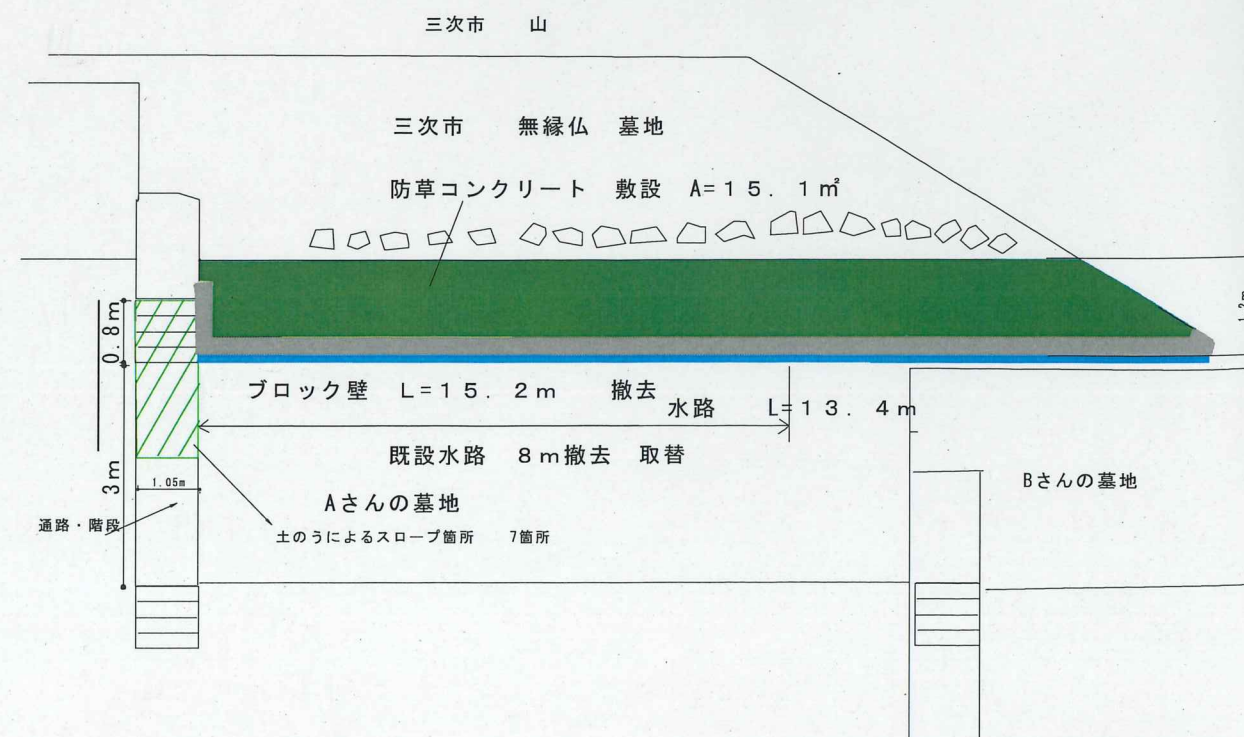 三次市　山
三次市　無縁仏　墓地
防草コンクリート　敷設　A=１５．１㎡
0.8m
1.2m
ブロック壁　L=１５．２ｍ　撤去
水路　L=１３．４ｍ
既設水路　８ｍ撤去　取替
3m
1.05m
Aさんの墓地
Bさんの墓地
通路・階段
土のうによるスロープ箇所　7箇所